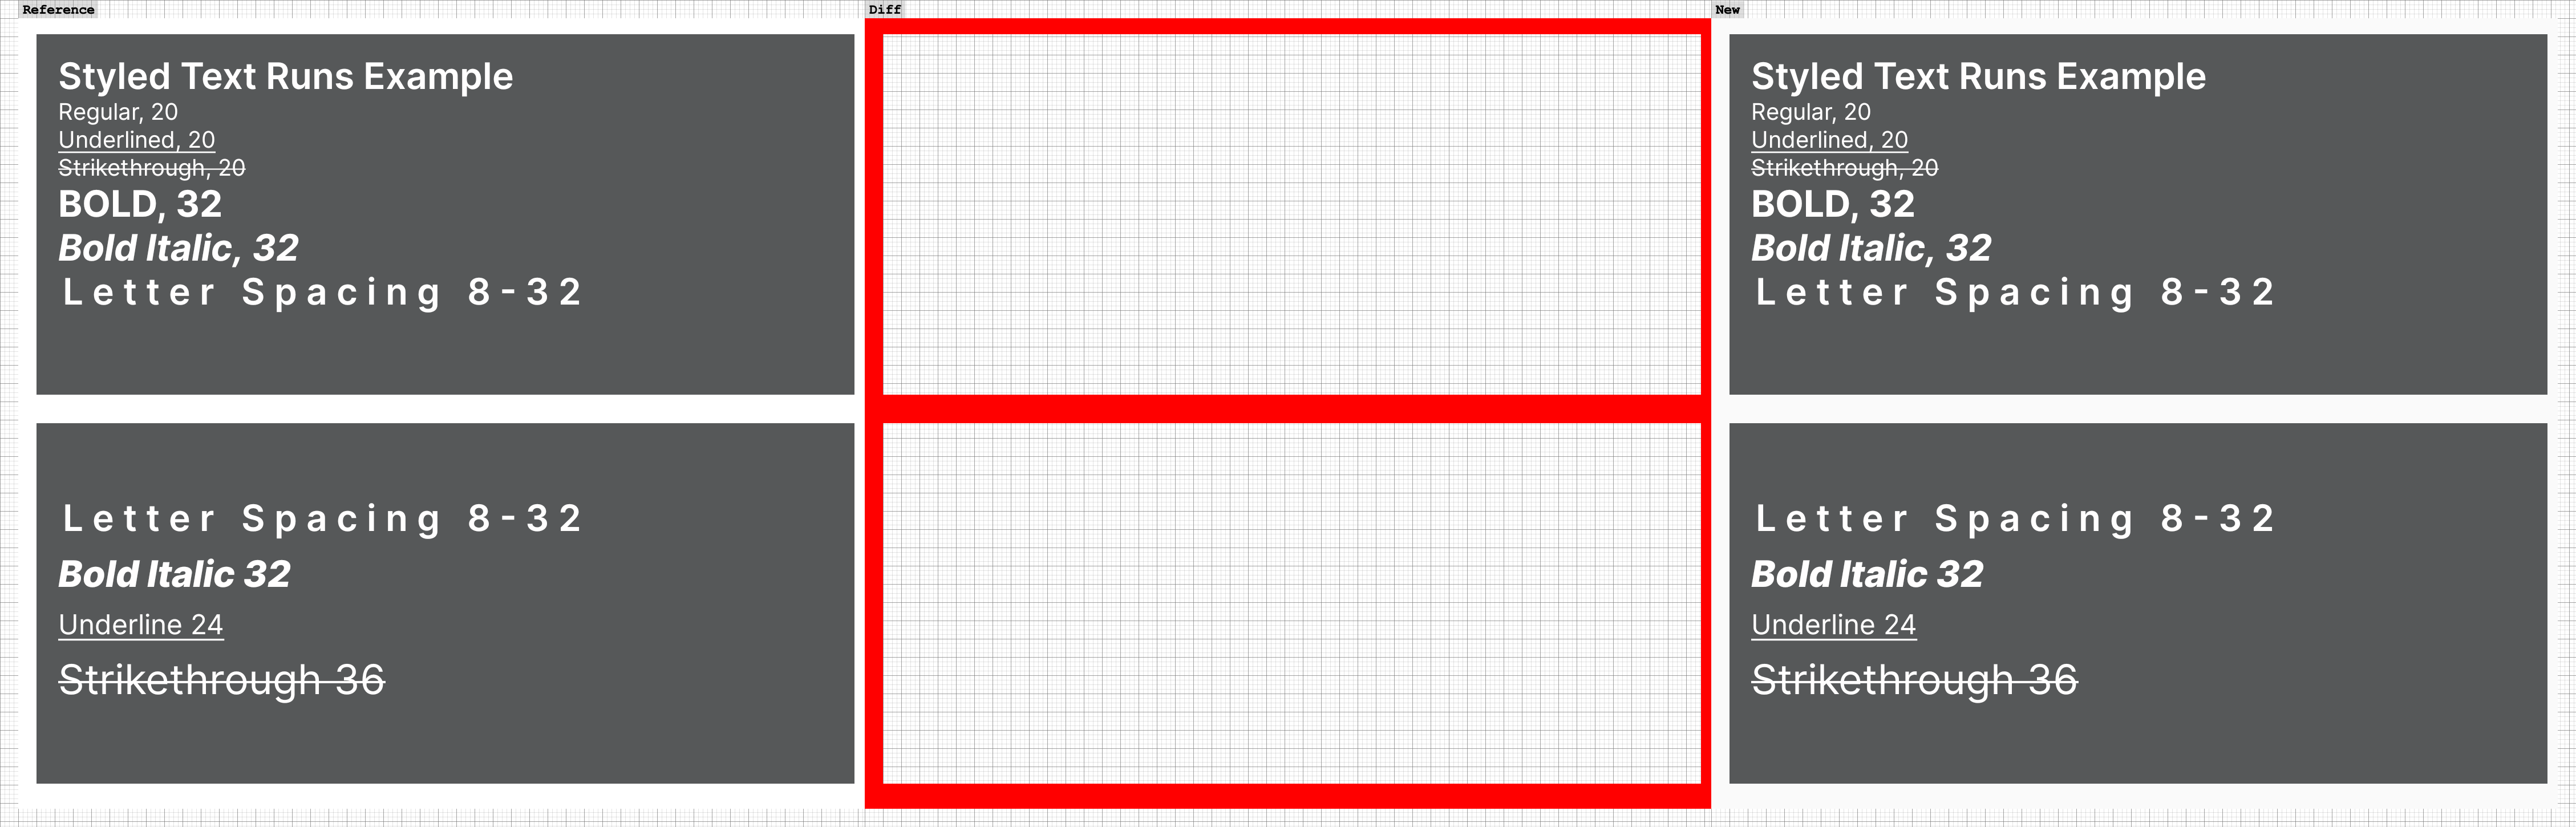 Reference
Styled Text Runs Example
Regular, 20
Underlined, 20
Strikethrough, 20
BOLD, 32
Bold Italic, 32
Letter Spacing 8-32
Letter Spacing 8-32
Bold Italic 32
Underline 24
Strikethrough 36
Diff
New
Styled Text Runs Example
Regular, 20
Underlined, 20
Strikethrough, 20
BOLD, 32
Bold Italic, 32
Letter Spacing 8-32
Letter Spacing 8-32
Bold Italic 32
Underline 24
Strikethrough 36